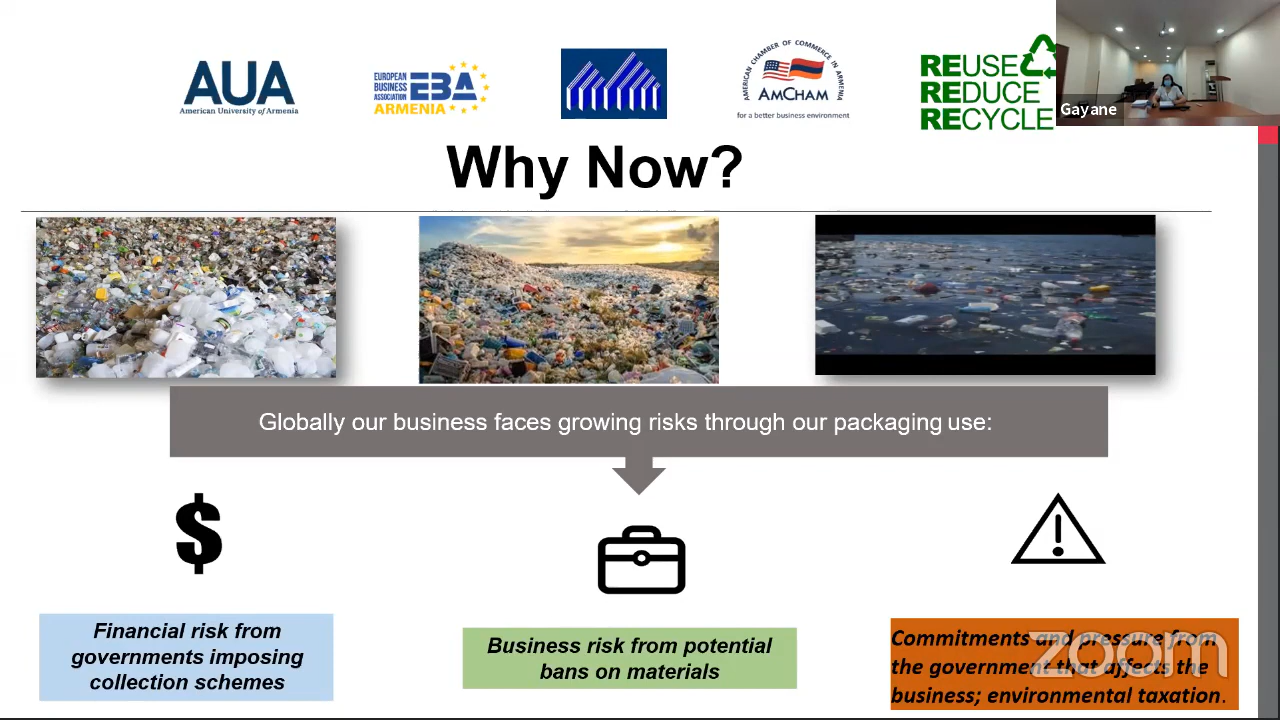 AUA
American University of Armenia
EUROPEAN
BUSINESS
ASSOCIATION
EBA
ARMENIA
AMERICAN CHAMBER OF COMMERCE IN ARMENIA
AMCHAM
for a better business environment
REUSE
REDUCE
RECYCLE
Gayane
Why Now?
Globally our business faces growing risks through our packaging use:
$
Financial risk from
governments imposing
collection schemes
Business risk from potential
bans on materials
Commitments and pressure from
the government that affects the
business; environmental taxation.
zoom